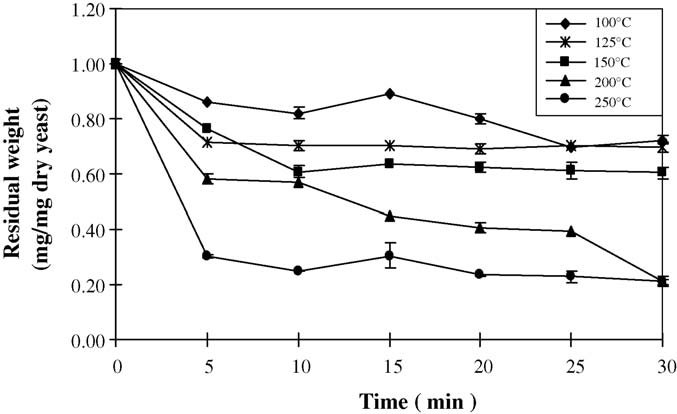 1.20
1.00
0.80
0.60
0.40
0.20
0.00
Residual weight
(mg/mg dry yeast)
100°C
125°C
150°C
200°C
250°C
0 5 10 15 20 25 30
Time ( min )